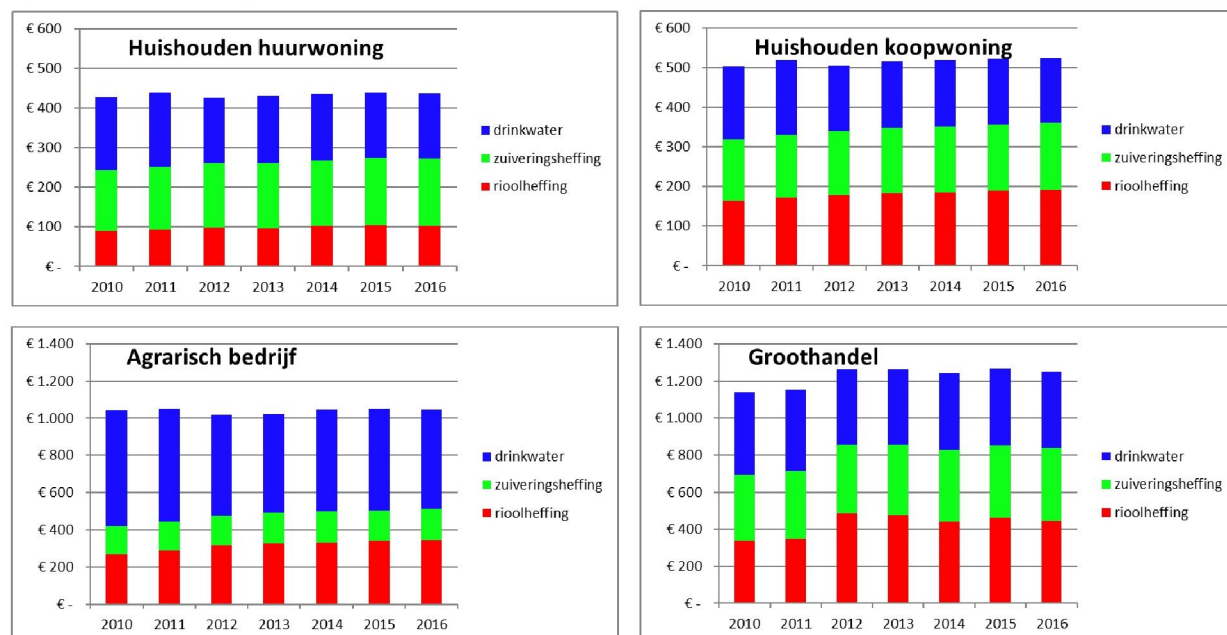 Huishouden huurwoning
€ 600
€ 500
€ 400
€ 300
€ 200
€ 100
€ -
2010 2011 2012 2013 2014 2015 2016
drinkwater
zuiveringsheffing
rioolheffing
Huishouden koopwoning
€ 600
€ 500
€ 400
€ 300
€ 200
€ 100
€ -
2010 2011 2012 2013 2014 2015 2016
drinkwater
zuiveringsheffing
rioolheffing
Agrarisch bedrijf
€ 1.400
€ 1.200
€ 1.000
€ 800
€ 600
€ 400
€ 200
€ -
2010 2011 2012 2013 2014 2015 2016
drinkwater
zuiveringsheffing
rioolheffing
Groothandel
€ 1.400
€ 1.200
€ 1.000
€ 800
€ 600
€ 400
€ 200
€ -
2010 2011 2012 2013 2014 2015 2016
drinkwater
zuiveringsheffing
rioolheffing